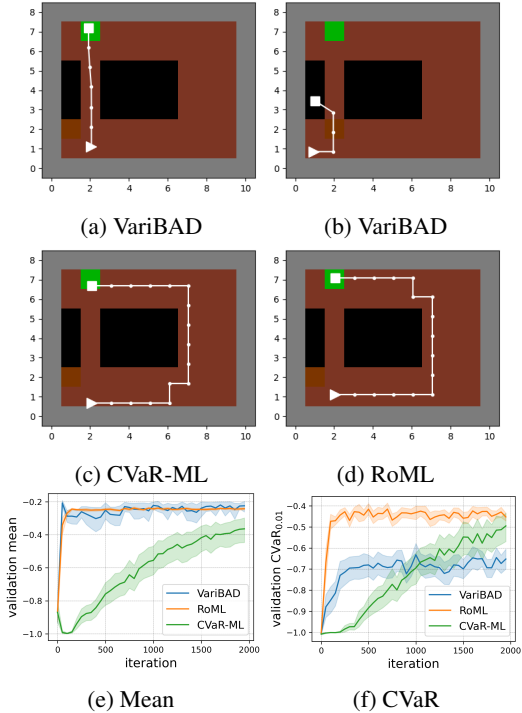 8
7
6
5
4
3
2
1
0
0 2 4 6 8 10
(a) VariBAD
8
7
6
5
4
3
2
1
0
0 2 4 6 8 10
(b) VariBAD
8
7
6
5
4
3
2
1
0
0 2 4 6 8 10
(c) CVaR-ML
8
7
6
5
4
3
2
1
0
0 2 4 6 8 10
(d) RoML
validation mean
−0.2
−0.4
−0.6
−0.8
−1.0
VariBAD
RoML
CVaR-ML
0 500 1000 1500 2000
iteration
(e) Mean
validation CVaR0.01
−0.4
−0.5
−0.6
−0.7
−0.8
−0.9
−1.0
VariBAD
RoML
CVaR-ML
0 500 1000 1500 2000
iteration
(f) CVaR